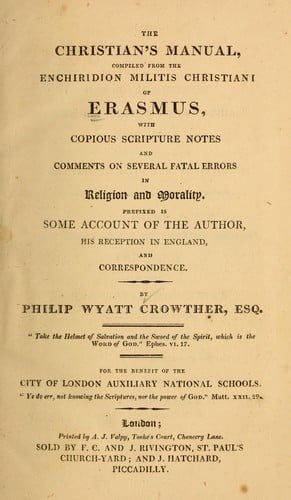 THE
CHRISTIAN'S MANUAL,
COMPILED FROM THE
ENCHIRIDION MILITIS CHRISTIANI
OF
ERASMUS,
WITH
COPIOUS SCRIPTURE NOTES
AND
COMMENTS ON SEVERAL FATAL ERRORS
IN
Religion and Morality.
PREFIXED IS
SOME ACCOUNT OF THE AUTHOR,
HIS RECEPTION IN ENGLAND,
AND
CORRESPONDENCE.
BY
PHILIP WYATT CROWTHER, ESQ.
" Take the Helmet of Salvation and the Sword of the Spirit, which is the
WORD OF GOD." Ephes. VI. 17.
FOR THE BENEFIT OF THE
CITY OF LONDON AUXILIARY NATIONAL SCHOOLS.
" Ye do err, not knowing the Scriptures, nor the power of GOD." Matt. XXII. 29.
London;
Printed by A. J. Valpy, Tooke's Court, Chancery Lane.
SOLD BY F. C. AND J. RIVINGTON, ST. PAUL'S
CHURCH-YARD; AND J. HATCHARD,
PICCADILLY.